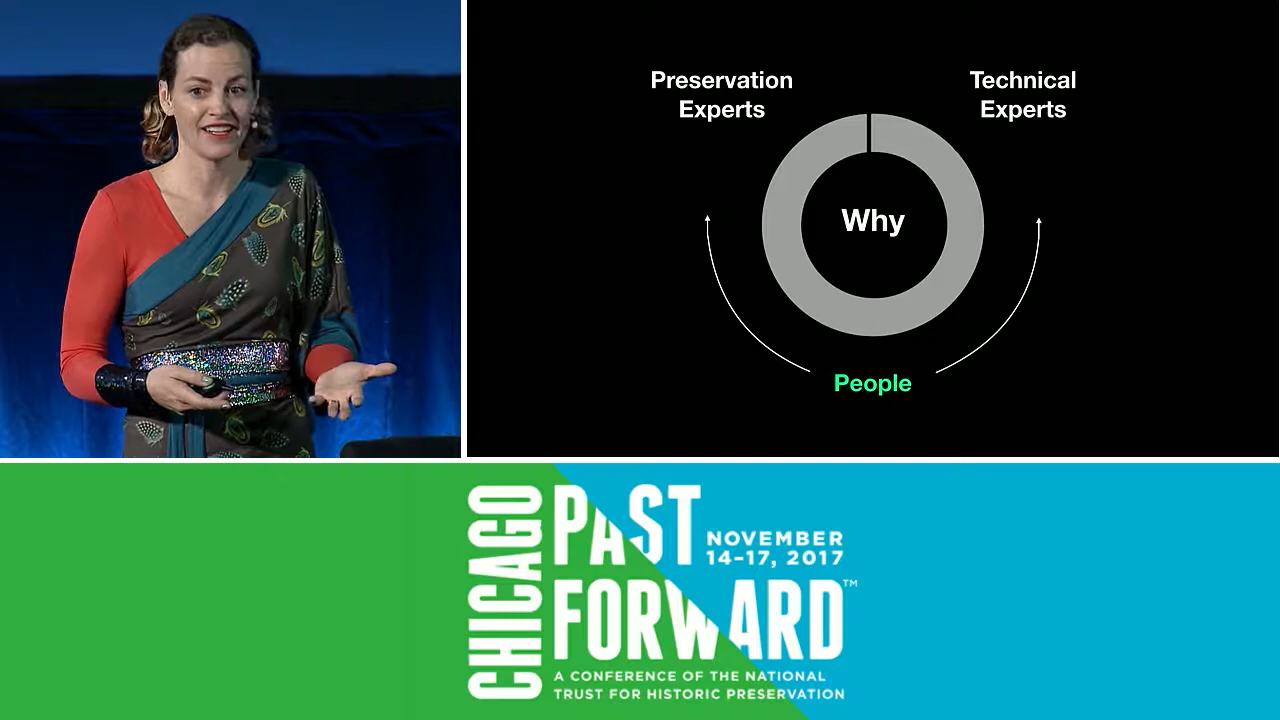 Preservation
Experts
Technical
Experts
Why
People
CHICAGO
PAST
FORWARD™
NOVEMBER
14–17, 2017
A CONFERENCE OF THE NATIONAL
TRUST FOR HISTORIC PRESERVATION